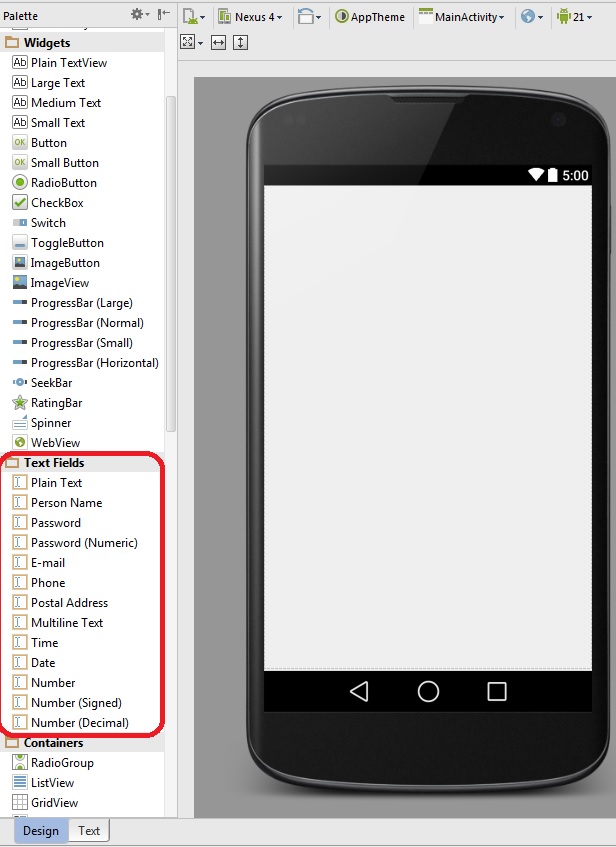 Palette
Nexus 4
AppTheme
MainActivity
21
Widgets
Ab Plain TextView
Ab Large Text
Ab Medium Text
Ab Small Text
OK Button
OK Small Button
RadioButton
CheckBox
Switch
ToggleButton
ImageButton
ImageView
ProgressBar (Large)
ProgressBar (Normal)
ProgressBar (Small)
ProgressBar (Horizontal)
SeekBar
RatingBar
Spinner
WebView
Text Fields
Plain Text
Person Name
Password
Password (Numeric)
E-mail
Phone
Postal Address
Multiline Text
Time
Date
Number
Number (Signed)
Number (Decimal)
Containers
RadioGroup
ListView
GridView
Design Text
5:00